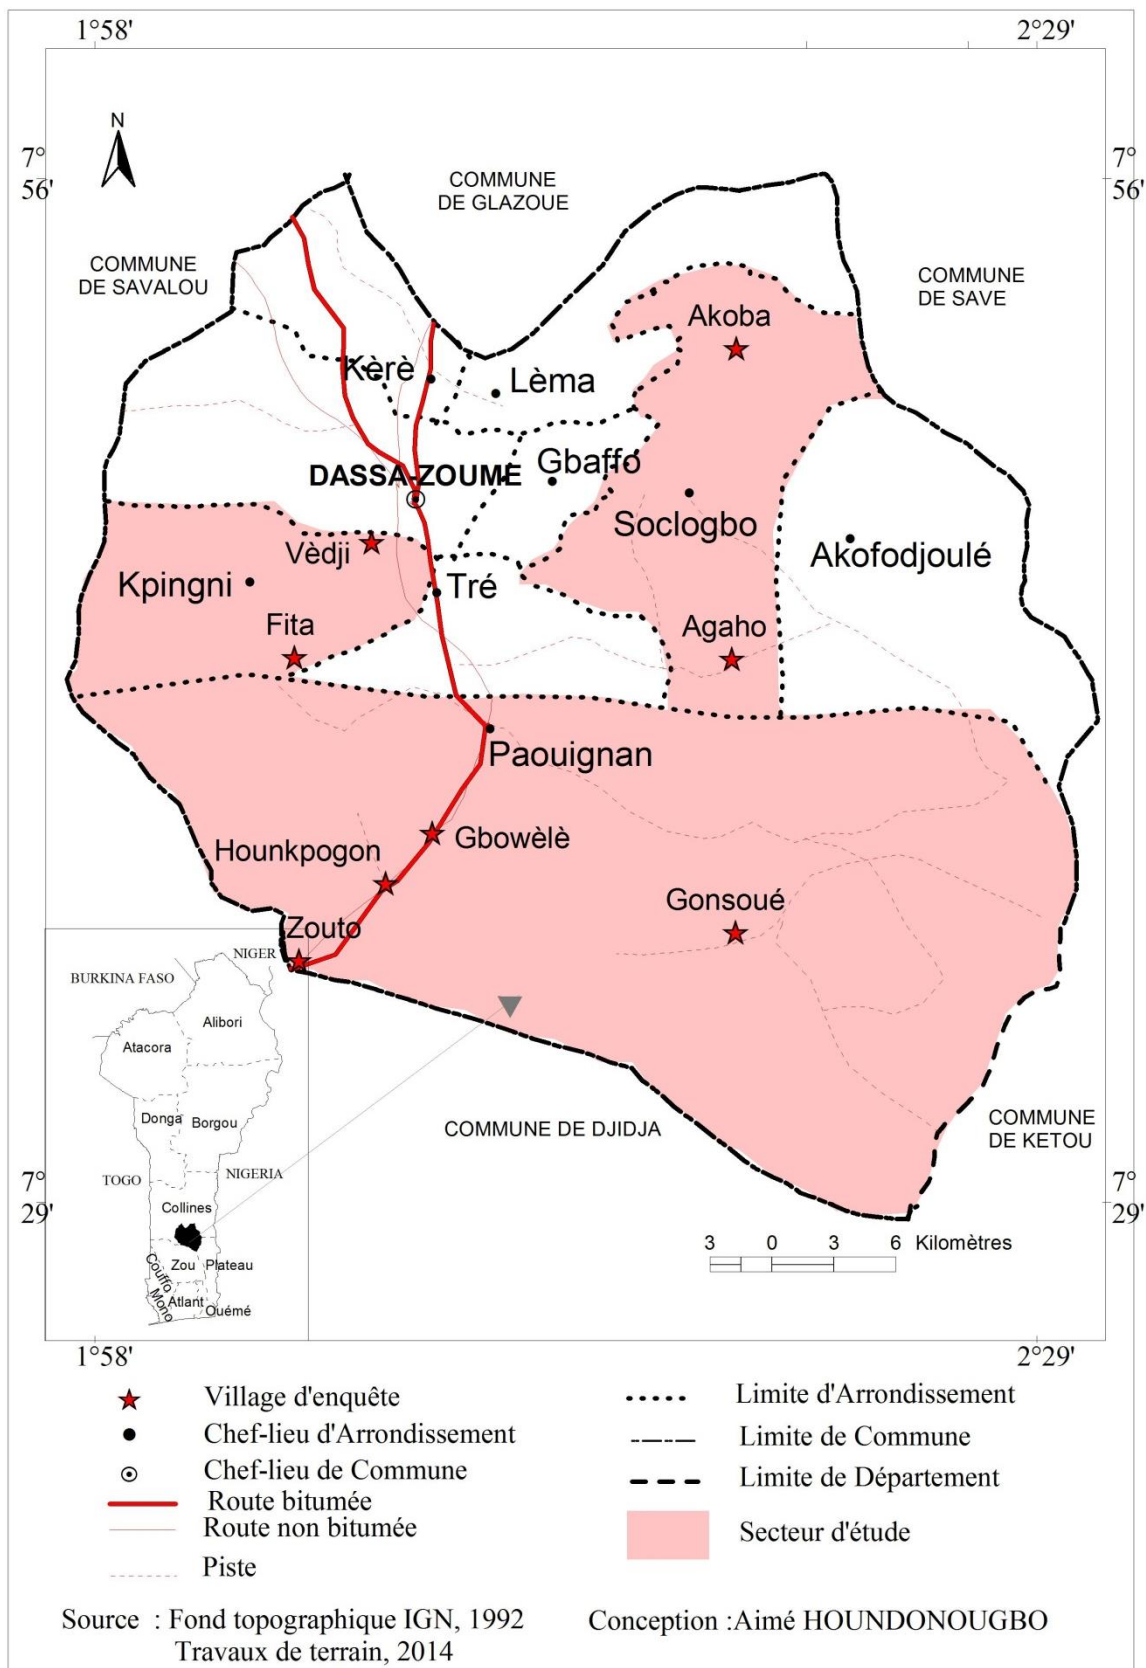 1°58'
2°29'
N
7°
56'
7°
56'
COMMUNE
DE GLAZOUE
COMMUNE
DE SAVALOU
COMMUNE
DE SAVE
Akoba
Kèrè
Lèma
Gbaffo
DASSA-ZOUME
Soclogbo
Vèdji
Akofodjoulé
Kpingni
Tré
Fita
Agaho
Paouignan
Gbowèlè
Hounkpogon
Gonsoué
Zouto
NIGER
BURKINA FASO
Alibori
Atacora
Donga
Borgou
COMMUNE DE DJIDJA
COMMUNE
DE KETOU
TOGO
NIGERIA
7°
29'
7°
29'
Collines
Zou
Plateau
Couffo
Mono
Atlant
Ouémé
3 0 3 6 Kilomètres
1°58'
2°29'
Village d'enquête
Chef-lieu d'Arrondissement
Chef-lieu de Commune
Route bitumée
Route non bitumée
Piste
Limite d'Arrondissement
Limite de Commune
Limite de Département
Secteur d'étude
Source : Fond topographique IGN, 1992
Travaux de terrain, 2014
Conception :Aimé HOUNDONOUGBO